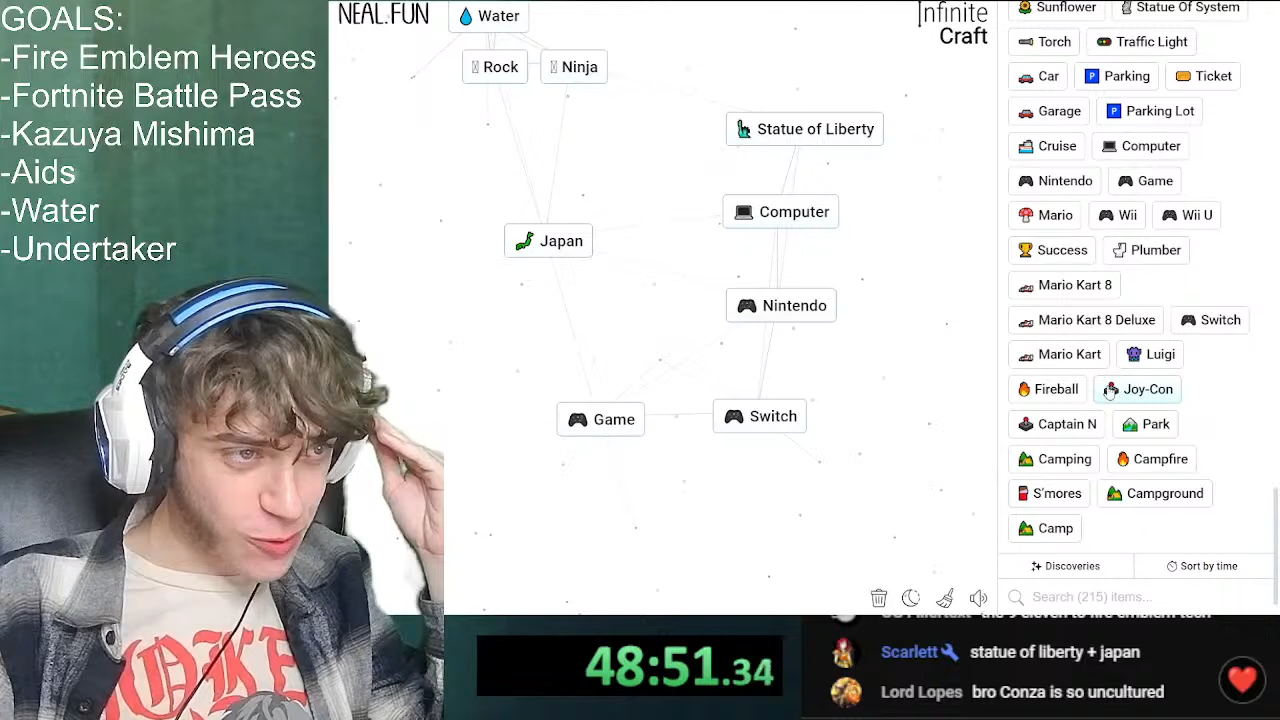 GOALS:
-Fire Emblem Heroes
-Fortnite Battle Pass
-Kazuya Mishima
-Aids
-Water
-Undertaker
NEAL.FUN
Infinite
Craft
Water
Rock
Ninja
Statue of Liberty
Computer
Japan
Nintendo
Game
Switch
Sunflower
Statue Of System
Torch
Traffic Light
Car
Parking
Ticket
Garage
Parking Lot
Cruise
Computer
Nintendo
Game
Mario
Wii
Wii U
Success
Plumber
Mario Kart 8
Mario Kart 8 Deluxe
Switch
Mario Kart
Luigi
Fireball
Joy-Con
Captain N
Park
Camping
Campfire
S'mores
Campground
Camp
Discoveries
Sort by time
Search (215) items...
48:51.34
Scarlett statue of liberty + japan
Lord Lopes bro Conza is so uncultured